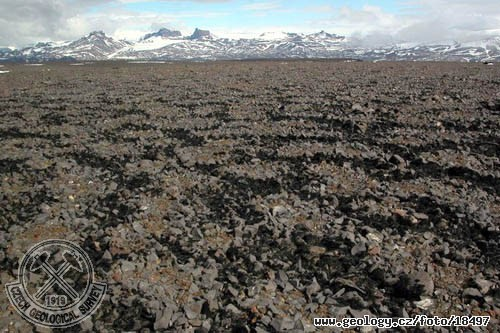 CZECH
1919
GEOLOGICAL SURVEY
www.geology.cz/foto/18497